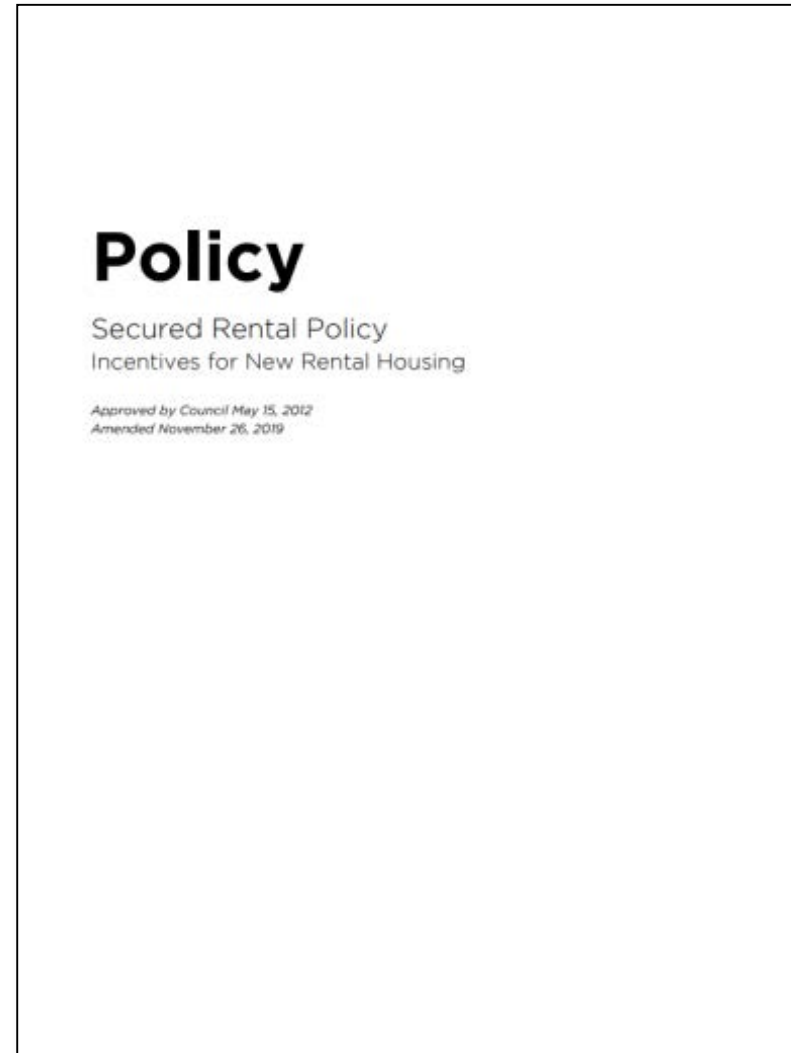 Policy
Secured Rental Policy
Incentives for New Rental Housing
Approved by Council May 15, 2012
Amended November 26, 2019